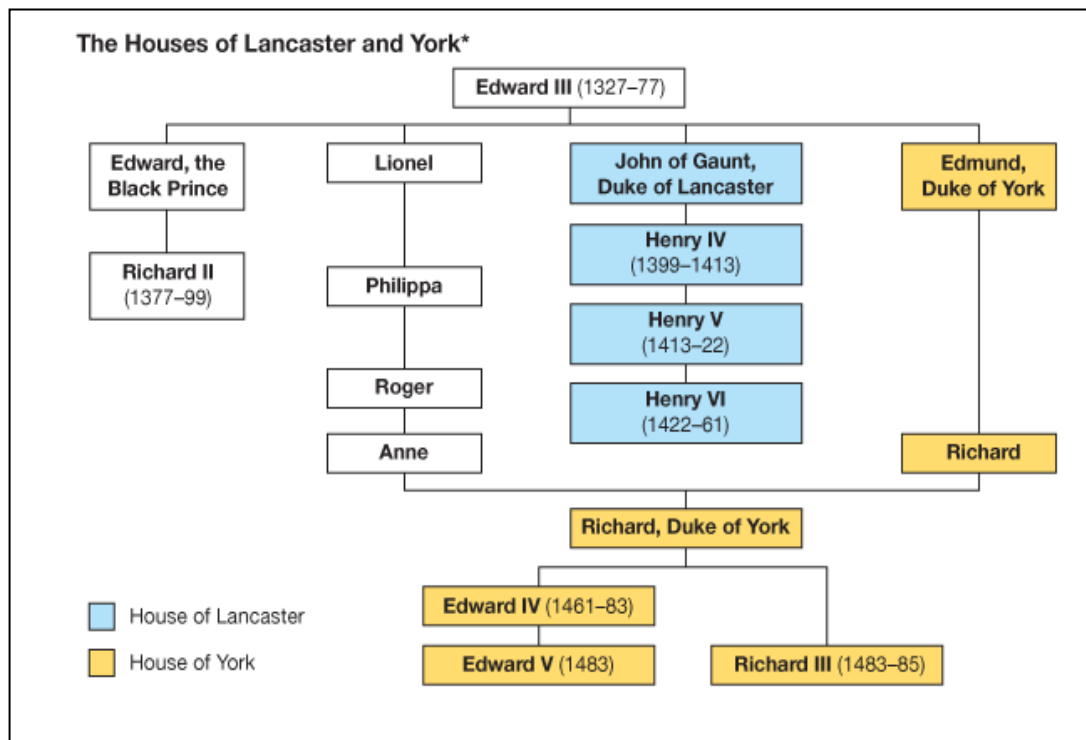 The Houses of Lancaster and York*
Edward III (1327–77)
Edward, the
Black Prince
Lionel
John of Gaunt,
Duke of Lancaster
Edmund,
Duke of York
Richard II
(1377–99)
Philippa
Henry IV
(1399–1413)
Henry V
(1413–22)
Roger
Henry VI
(1422–61)
Anne
Richard
Richard, Duke of York
Edward IV (1461–83)
Edward V (1483)
Richard III (1483–85)
House of Lancaster
House of York